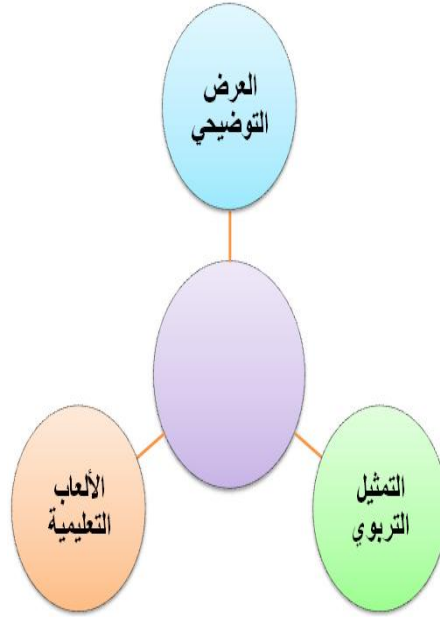 العرض
التوضيحي
التمثيل
التربوي
الألعاب
التعليمية